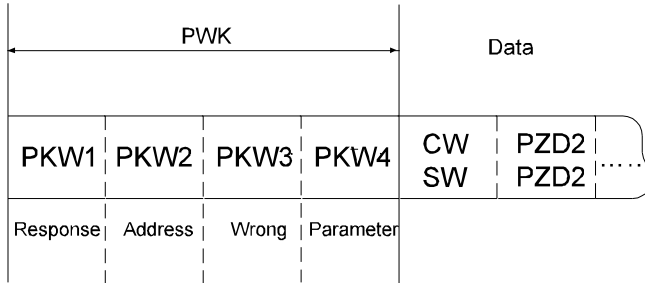 PWK
Data
PKW1 PKW2 PKW3 PKW4 CW PZD2
SW PZD2 ......
Response Address Wrong Parameter